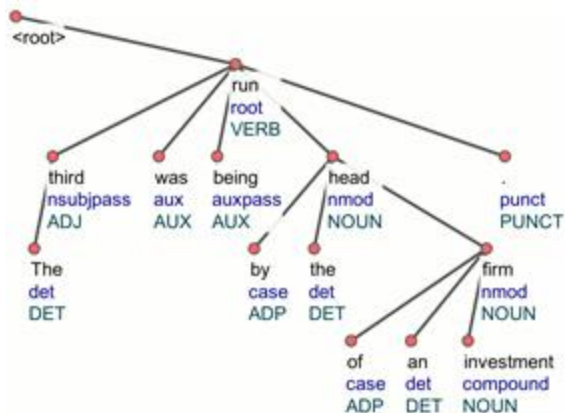 <root>
run
root
VERB
third was being head .
nsubjpass aux auxpass nmod punct
ADJ AUX AUX NOUN PUNCT
The by the firm
det case det nmod
DET ADP DET NOUN
of an investment
case det compound
ADP DET NOUN